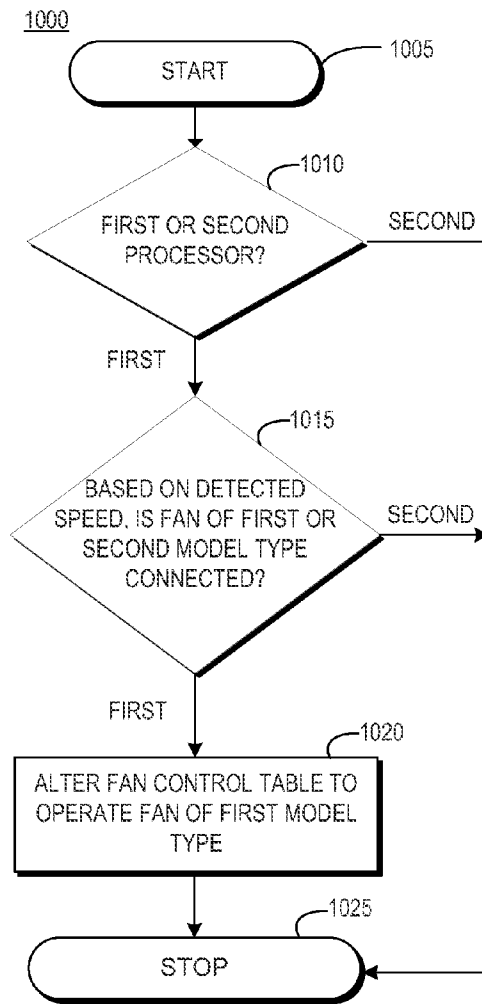 1000
START
1005
1010
FIRST OR SECOND
PROCESSOR?
SECOND
FIRST
1015
BASED ON DETECTED
SPEED, IS FAN OF FIRST OR
SECOND MODEL TYPE
CONNECTED?
SECOND
FIRST
1020
ALTER FAN CONTROL TABLE TO
OPERATE FAN OF FIRST MODEL
TYPE
1025
STOP